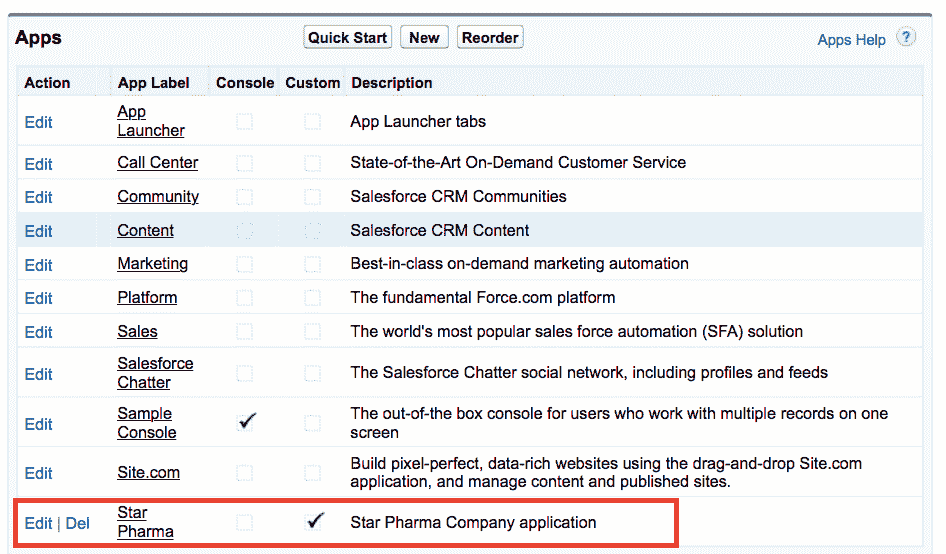 Apps Quick Start New Reorder Apps Help ?
Action App Label Console Custom Description
Edit App Launcher App Launcher tabs
Edit Call Center State-of-the-Art On-Demand Customer Service
Edit Community Salesforce CRM Communities
Edit Content Salesforce CRM Content
Edit Marketing Best-in-class on-demand marketing automation
Edit Platform The fundamental Force.com platform
Edit Sales The world's most popular sales force automation (SFA) solution
Edit Salesforce Chatter The Salesforce Chatter social network, including profiles and feeds
Edit Sample Console The out-of-the box console for users who work with multiple records on one
screen
Edit Site.com Build pixel-perfect, data-rich websites using the drag-and-drop Site.com
application, and manage content and published sites.
Edit | Del Star Pharma Star Pharma Company application